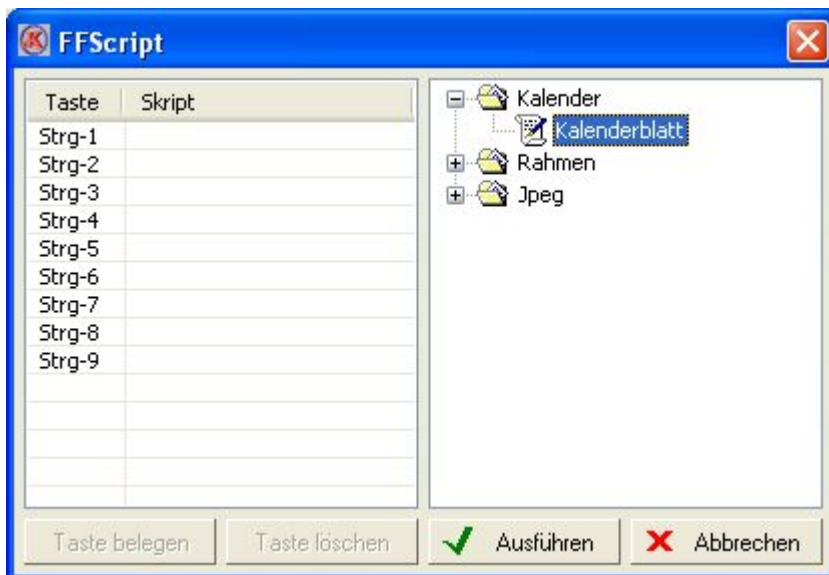 FFScript
Taste Skript
Strg-1
Strg-2
Strg-3
Strg-4
Strg-5
Strg-6
Strg-7
Strg-8
Strg-9
Kalender
Kalenderblatt
Rahmen
Jpeg
Taste belegen Taste löschen Ausführen Abbrechen